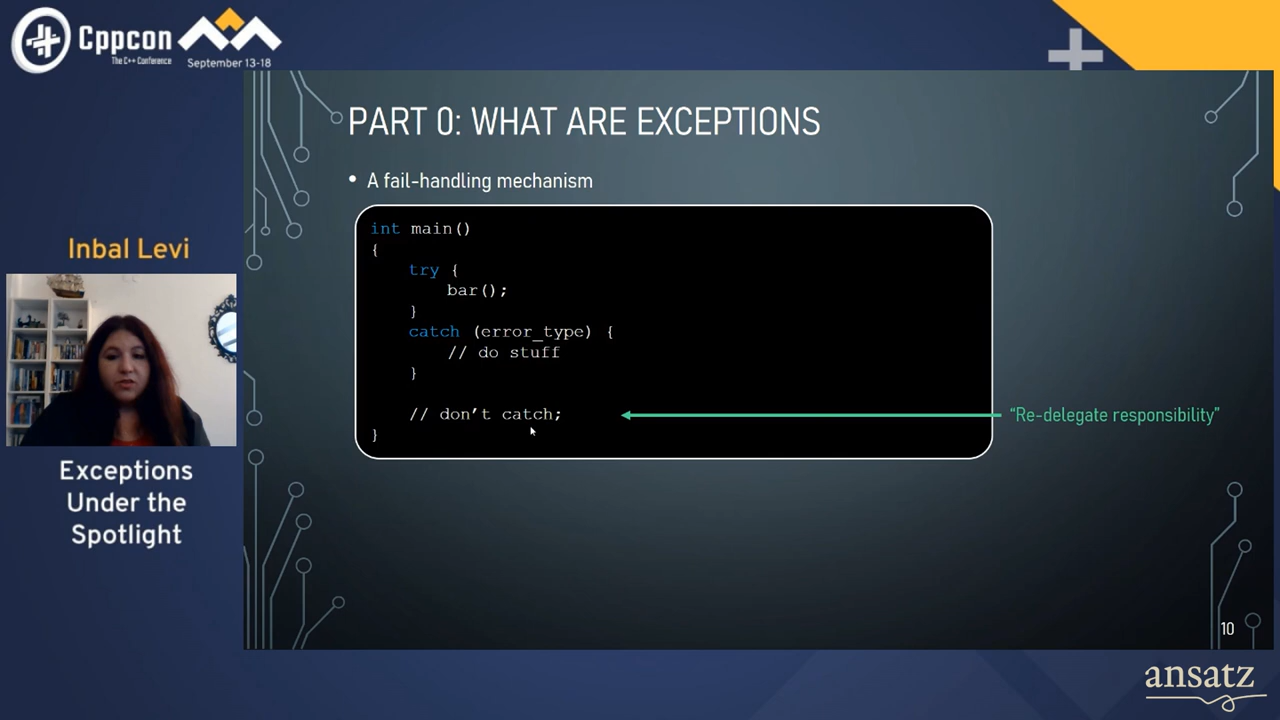 Cppcon
The C++ Conference
September 13-18
PART 0: WHAT ARE EXCEPTIONS
• A fail-handling mechanism
int main()
{
try {
bar();
}
catch (error_type) {
// do stuff
}
// don't catch;
}
"Re-delegate responsibility"
Inbal Levi
Exceptions
Under the
Spotlight
10
ansatz